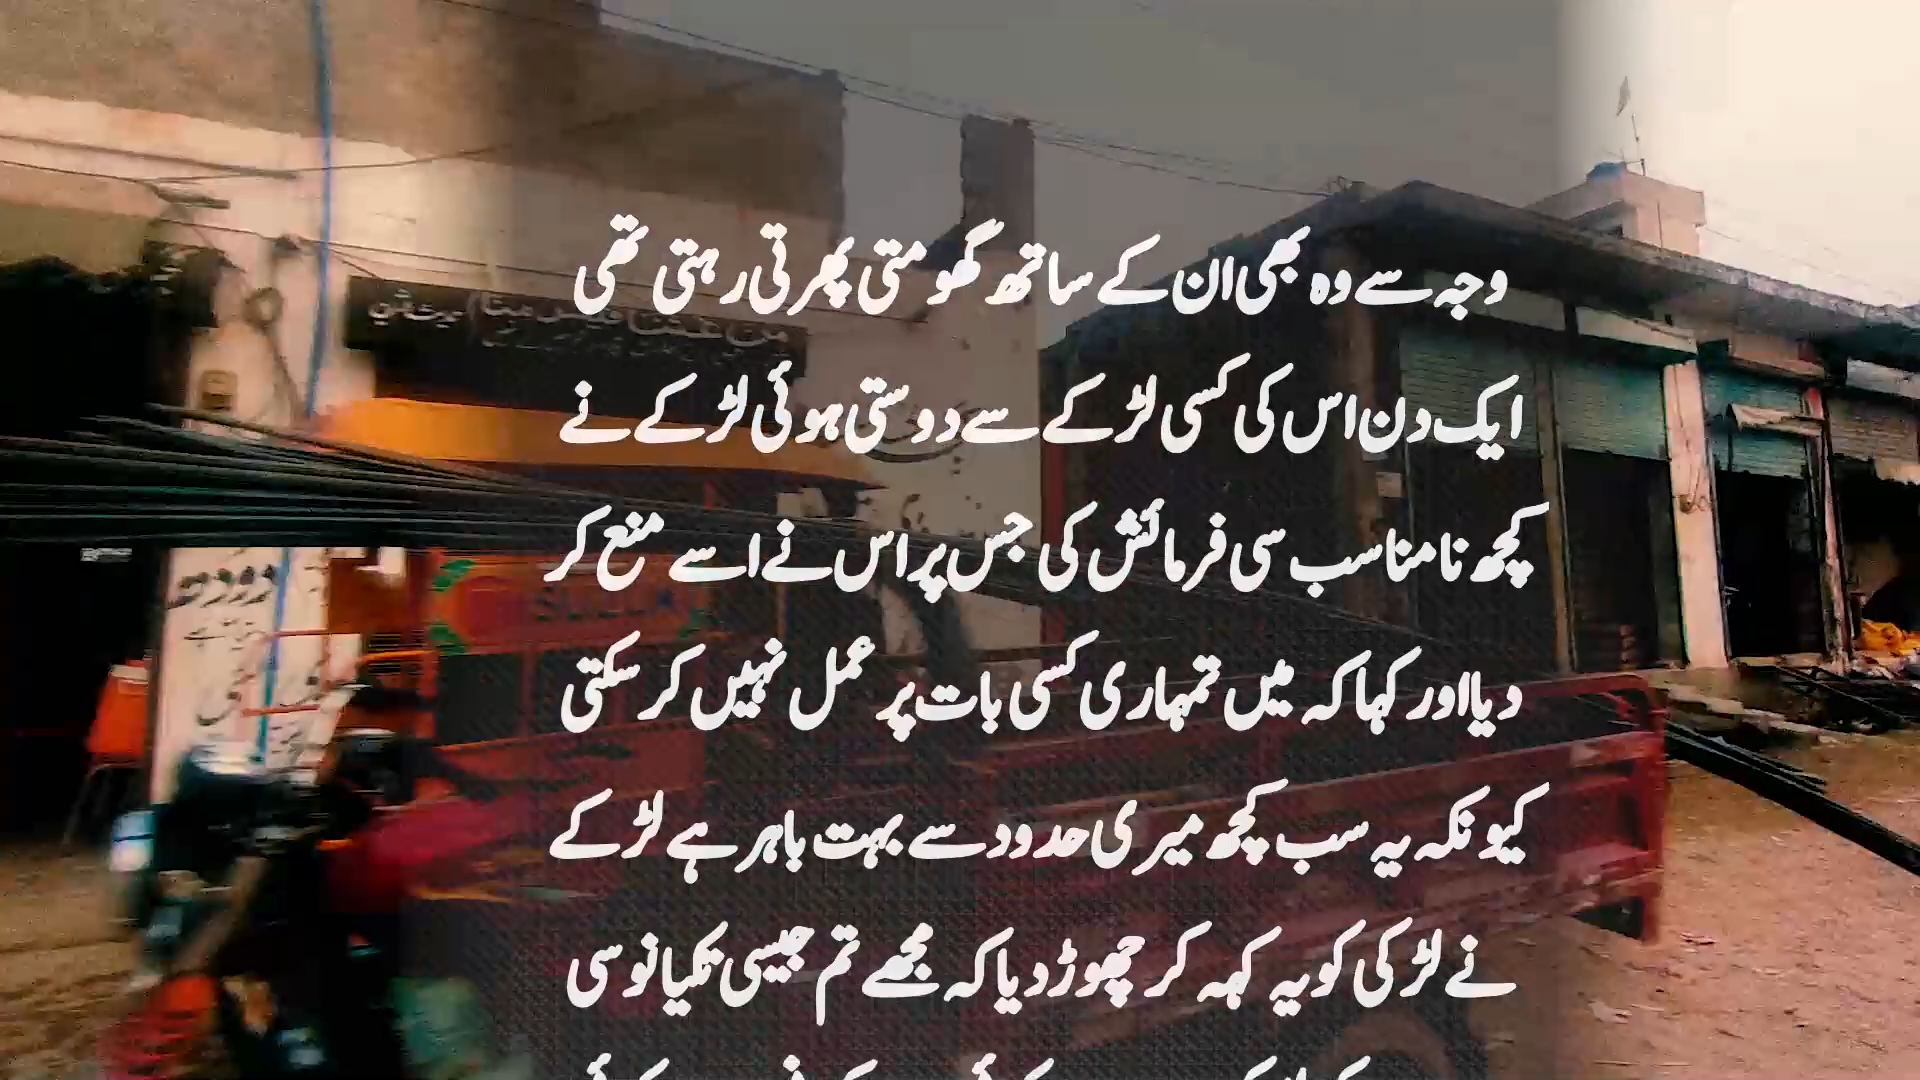 وجہ سے وہ بھی ان کے ساتھ گھومتی پھرتی رہتی تھی
ایک دن اس کی کسی لڑکے سے دوستی ہوئی لڑکے نے
کچھ نامناسب سی فرمائش کی جس پر اس نے اسے منع کر
دیا اور کہا کہ میں تمہاری کسی بات پر عمل نہیں کر سکتی
کیونکہ یہ سب کچھ میری حدود سے بہت باہر ہے لڑکے
نے لڑکی کو یہ کہہ کر چھوڑ دیا کہ مجھے تم جیسی نکیانوسی